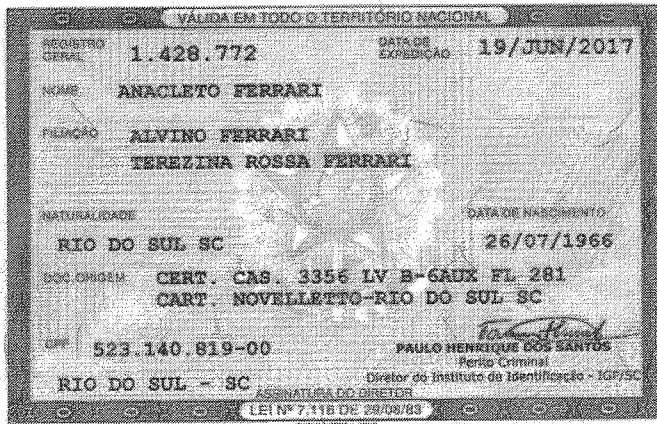 VÁLIDA EM TODO O TERRITÓRIO NACIONAL
REGISTRO GERAL 1.428.772 DATA DE EXPEDIÇÃO 19/JUN/2017
NOME ANACLETO FERRARI
FILIAÇÃO ALVINO FERRARI
TEREZINA ROSSA FERRARI
NATURALIDADE DATA DE NASCIMENTO
RIO DO SUL SC 26/07/1966
DOC.ORIGEM CERT. CAS. 3356 LV B-6AUX FL 281
CART. NOVELLETTO-RIO DO SUL SC
CPF 523.140.819-00
PAULO HENRIQUE DOS SANTOS
Perito Criminal
RIO DO SUL - SC Diretor do Instituto de Identificação - IGP/SC
ASSINATURA DO DIRETOR
LEI Nº 7.116 DE 29/08/83